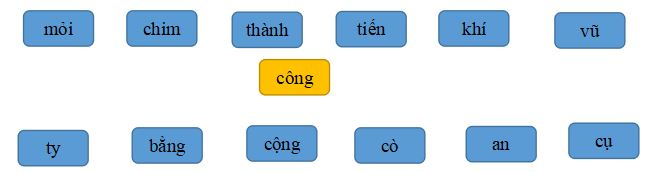 mỏi chim thành tiến khí vũ
công
ty bằng cộng cò an cụ